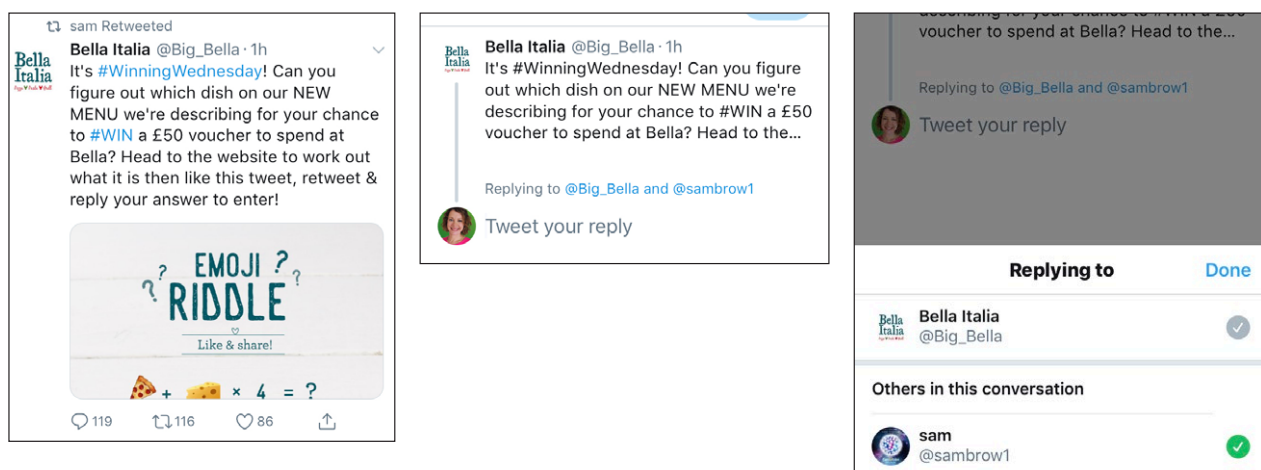 sam Retweeted
Bella Italia @Big_Bella · 1h
Bella
Italia
It's #WinningWednesday! Can you
figure out which dish on our NEW
MENU we're describing for your chance
to #WIN a £50 voucher to spend at
Bella? Head to the website to work out
what it is then like this tweet, retweet &
reply your answer to enter!
EMOJI ?
? ? ?
RIDDLE
Like & share!
+ × 4 = ?
119 116 86
Bella Italia @Big_Bella · 1h
Bella
Italia
It's #WinningWednesday! Can you figure
out which dish on our NEW MENU we're
describing for your chance to #WIN a £50
voucher to spend at Bella? Head to the...
Replying to @Big_Bella and @sambrow1
Tweet your reply
describing for your chance to #WIN a £50
voucher to spend at Bella? Head to the...
Replying to @Big_Bella and @sambrow1
Tweet your reply
Replying to Done
Bella
Italia
Bella Italia
@Big_Bella
Others in this conversation
sam
@sambrow1